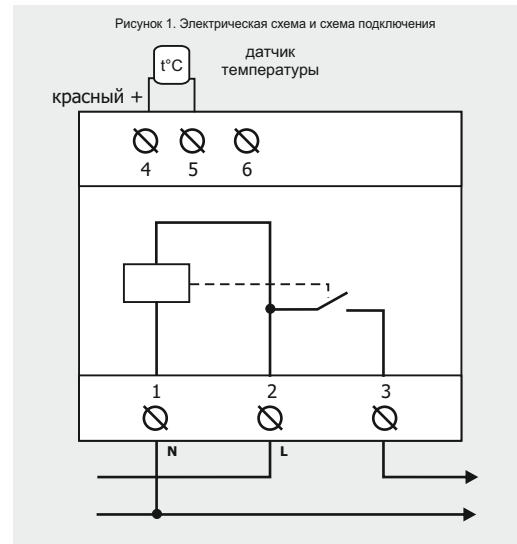 Рисунок 1. Электрическая схема и схема подключения
t°C
датчик
температуры
красный +
4 5 6
1 2 3
N L